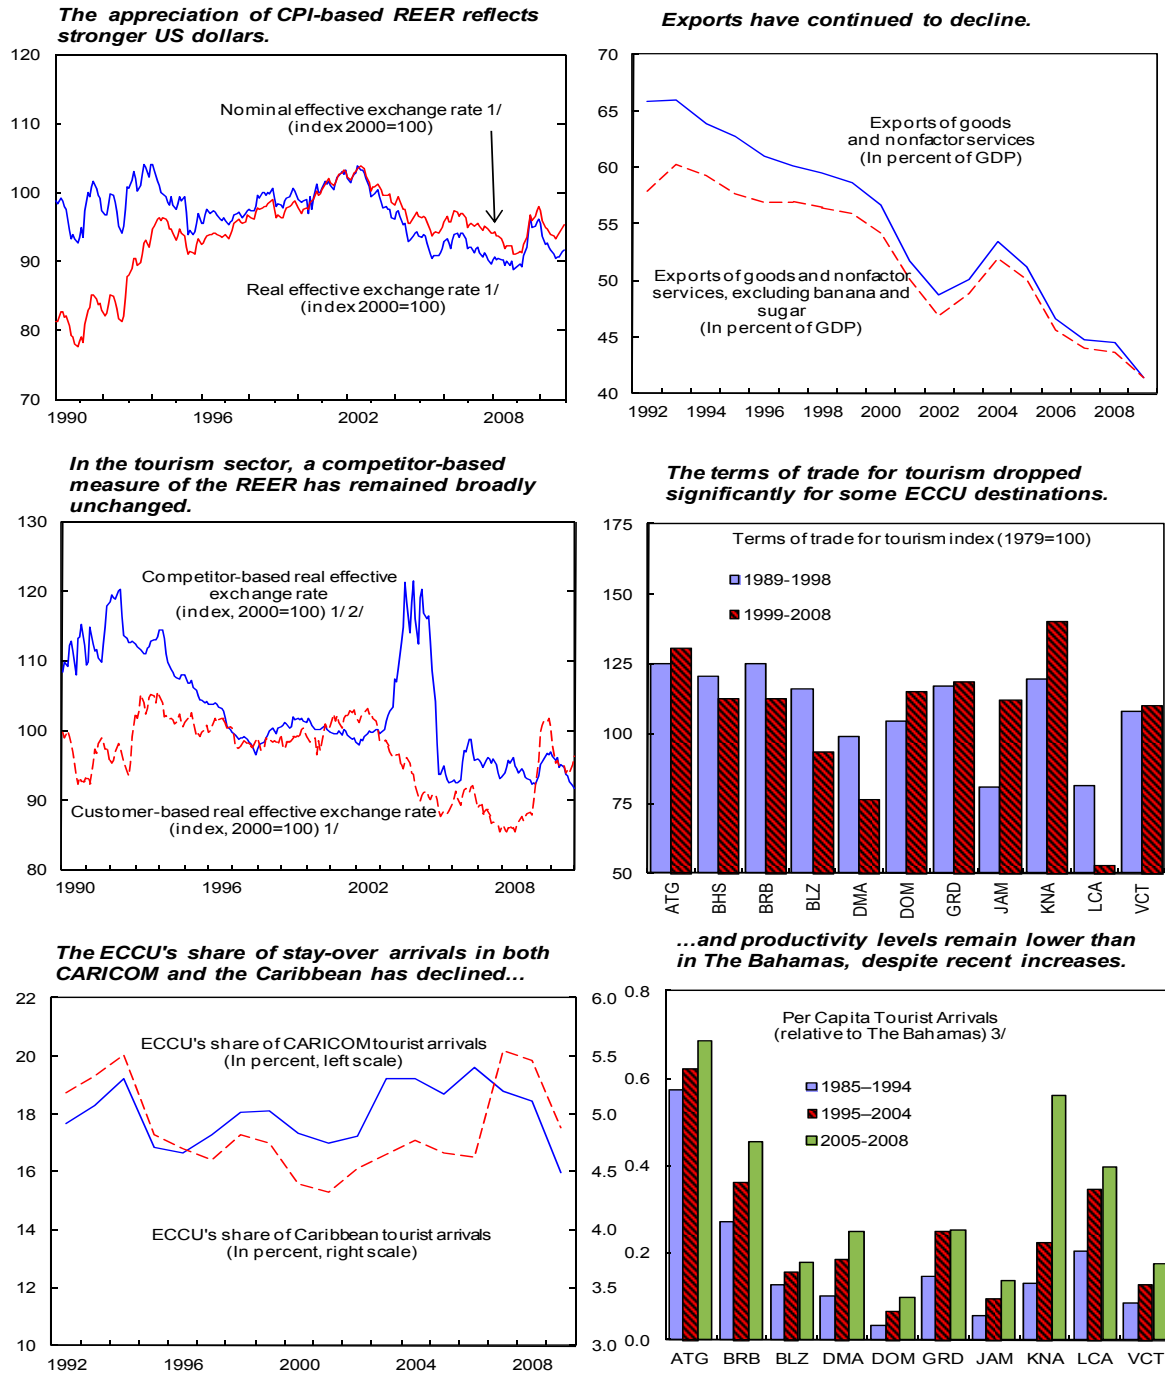 The appreciation of CPI-based REER reflects
stronger US dollars.
120
110
100
90
80
70
1990
1996
2002
2008
Nominal effective exchange rate 1/
(index 2000=100)
Real effective exchange rate 1/
(index 2000=100)
Exports have continued to decline.
70
65
60
55
50
45
40
1992 1994 1996 1998 2000 2002 2004 2006 2008
Exports of goods
and nonfactor services
(In percent of GDP)
Exports of goods and nonfactor
services, excluding banana and
sugar
(In percent of GDP)
In the tourism sector, a competitor-based
measure of the REER has remained broadly
unchanged.
130
120
110
100
90
80
1990
1996
2002
2008
Competitor-based real effective
exchange rate
(index, 2000=100) 1/ 2/
Customer-based real effective exchange rate
(index, 2000=100) 1/
The terms of trade for tourism dropped
significantly for some ECCU destinations.
175
150
125
100
75
50
Terms of trade for tourism index (1979=100)
1989-1998
1999-2008
ATG BHS BRB BLZ DMA DOM GRD JAM KNA LCA VCT
The ECCU's share of stay-over arrivals in both
CARICOM and the Caribbean has declined...
22
20
18
16
14
12
10
6.0
5.5
5.0
4.5
4.0
3.5
3.0
1992 1996 2000 2004 2008
ECCU's share of CARICOM tourist arrivals
(In percent, left scale)
ECCU's share of Caribbean tourist arrivals
(In percent, right scale)
...and productivity levels remain lower than
in The Bahamas, despite recent increases.
0.8
0.6
0.4
0.2
0.0
Per Capita Tourist Arrivals
(relative to The Bahamas) 3/
1985–1994
1995–2004
2005-2008
ATG BRB BLZ DMA DOM GRD JAM KNA LCA VCT